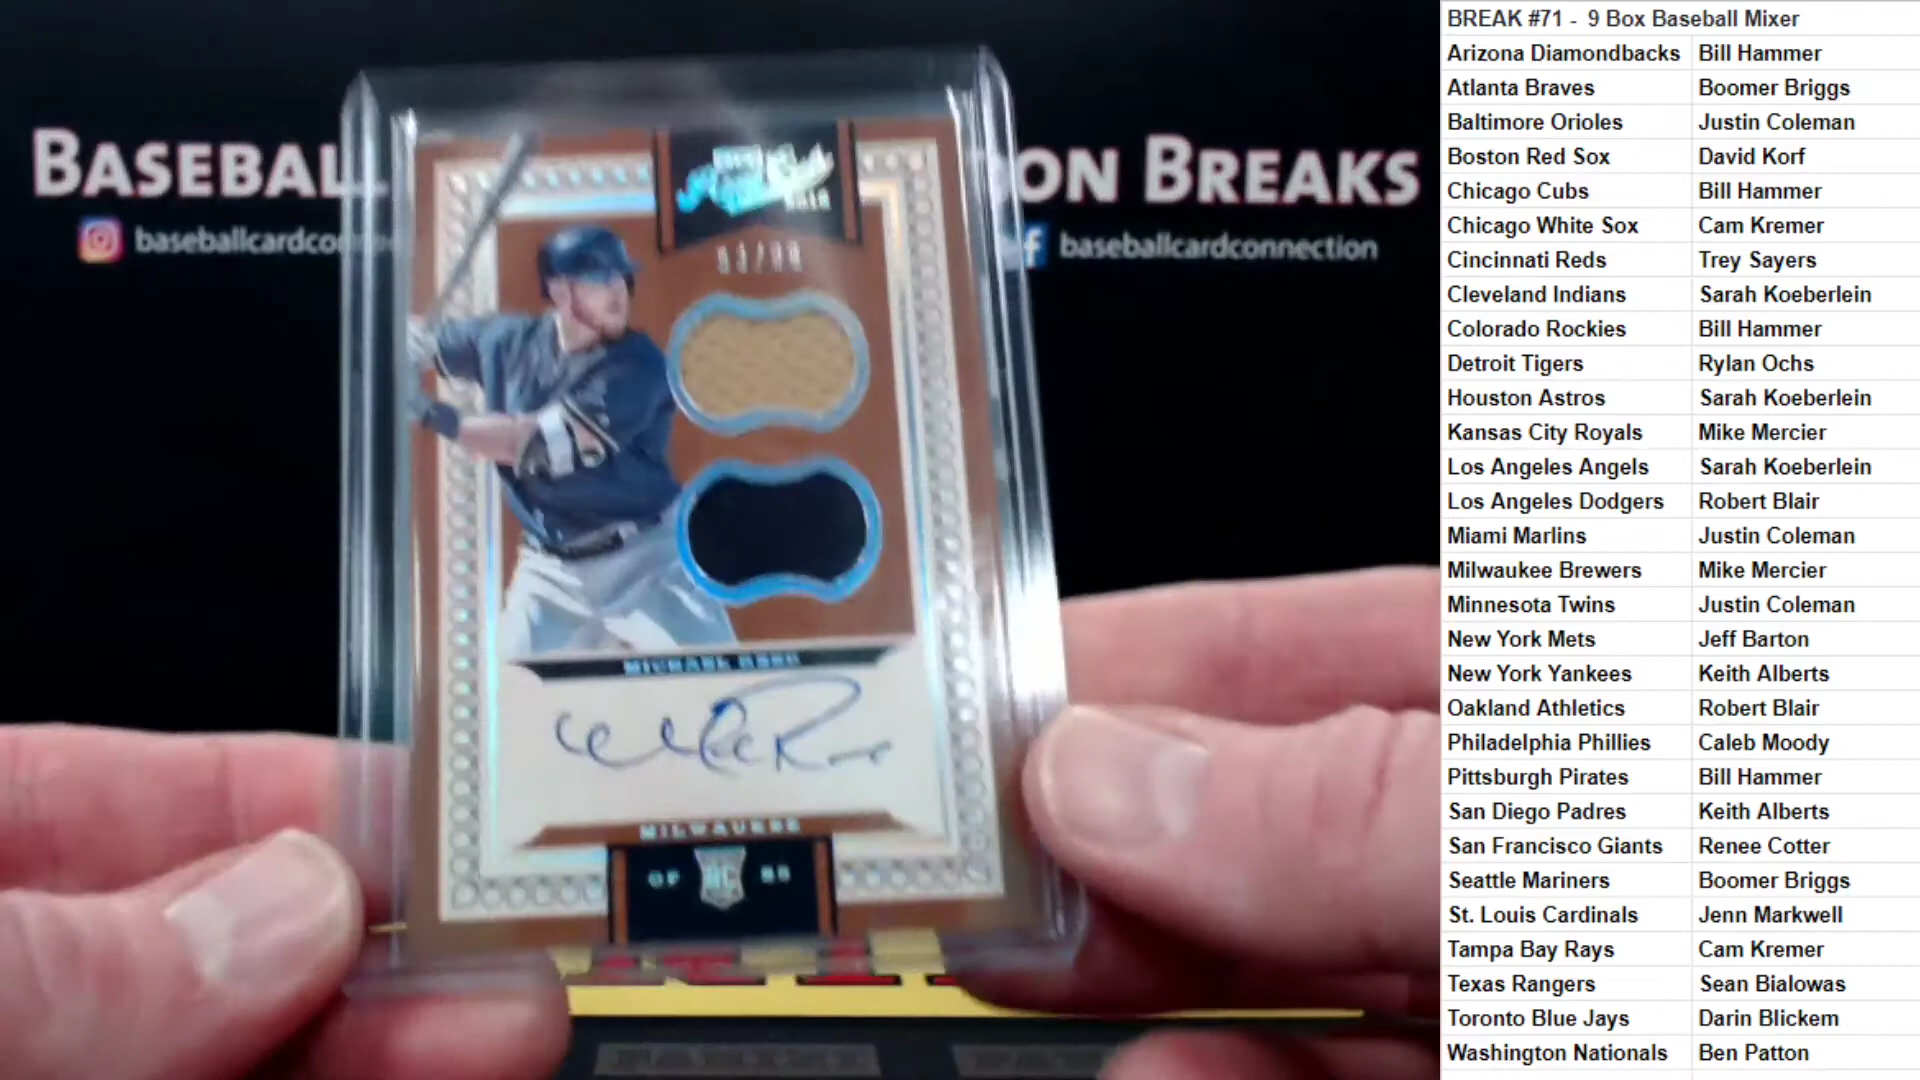 BREAK #71 - 9 Box Baseball Mixer
Arizona Diamondbacks Bill Hammer
Atlanta Braves Boomer Briggs
Baltimore Orioles Justin Coleman
Boston Red Sox David Korf
Chicago Cubs Bill Hammer
Chicago White Sox Cam Kremer
Cincinnati Reds Trey Sayers
Cleveland Indians Sarah Koeberlein
Colorado Rockies Bill Hammer
Detroit Tigers Rylan Ochs
Houston Astros Sarah Koeberlein
Kansas City Royals Mike Mercier
Los Angeles Angels Sarah Koeberlein
Los Angeles Dodgers Robert Blair
Miami Marlins Justin Coleman
Milwaukee Brewers Mike Mercier
Minnesota Twins Justin Coleman
New York Mets Jeff Barton
New York Yankees Keith Alberts
Oakland Athletics Robert Blair
Philadelphia Phillies Caleb Moody
Pittsburgh Pirates Bill Hammer
San Diego Padres Keith Alberts
San Francisco Giants Renee Cotter
Seattle Mariners Boomer Briggs
St. Louis Cardinals Jenn Markwell
Tampa Bay Rays Cam Kremer
Texas Rangers Sean Bialowas
Toronto Blue Jays Darin Blickem
Washington Nationals Ben Patton
BASEBAL ON BREAKS
baseballcardcon baseballcardconnection
MICHAEL REED
MILWAUKEE
OF RC